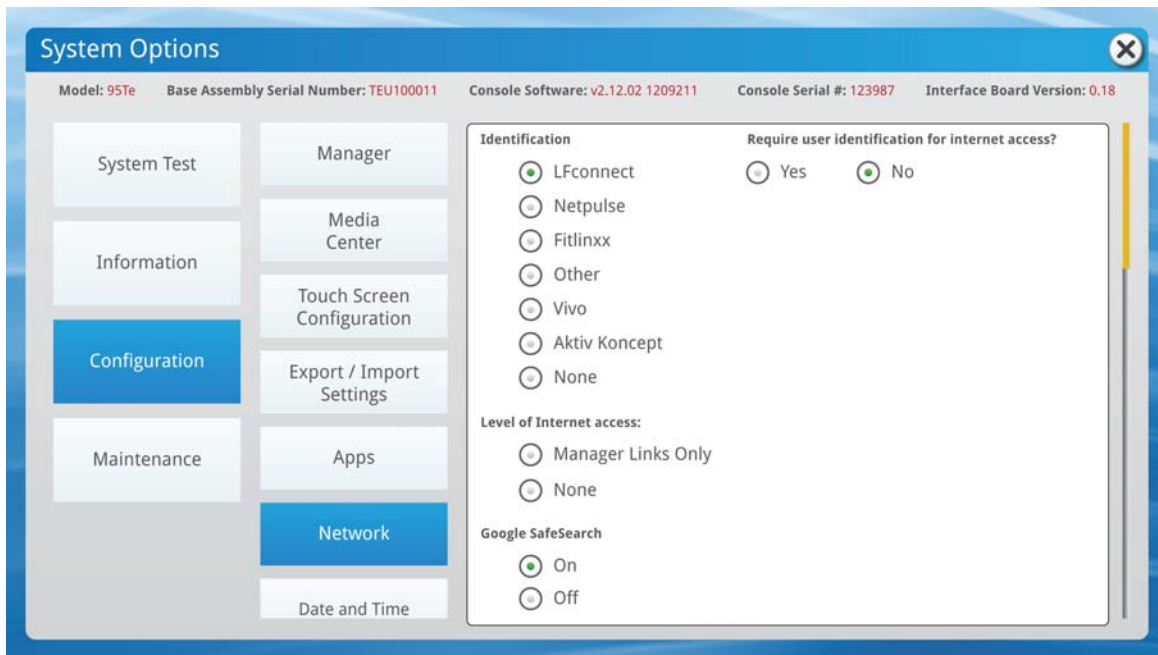 System Options
Model: 95Te Base Assembly Serial Number: TEU100011 Console Software: v2.12.02 1209211 Console Serial #: 123987 Interface Board Version: 0.18
System Test
Information
Configuration
Maintenance
Manager
Media
Center
Touch Screen
Configuration
Export / Import
Settings
Apps
Network
Date and Time
Identification
LFconnect
Netpulse
Fitlinxx
Other
Vivo
Aktiv Koncept
None
Require user identification for internet access?
Yes No
Level of Internet access:
Manager Links Only
None
Google SafeSearch
On
Off